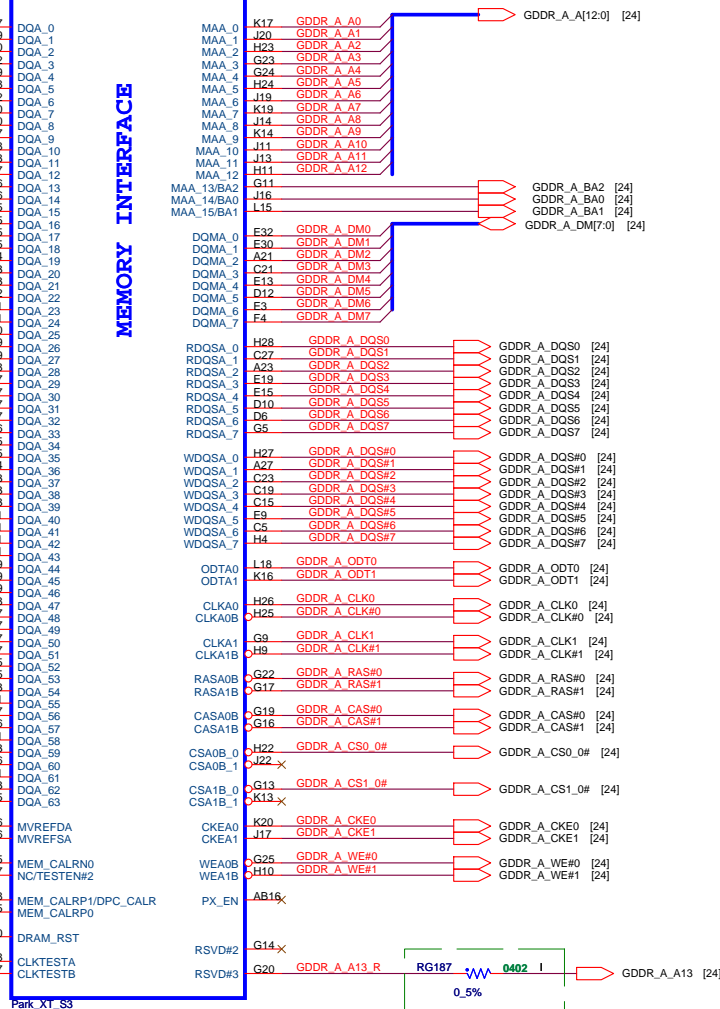 MEMORY INTERFACE
DQA_0
DQA_1
DQA_2
DQA_3
DQA_4
DQA_5
DQA_6
DQA_7
DQA_8
DQA_9
DQA_10
DQA_11
DQA_12
DQA_13
DQA_14
DQA_15
DQA_16
DQA_17
DQA_18
DQA_19
DQA_20
DQA_21
DQA_22
DQA_23
DQA_24
DQA_25
DQA_26
DQA_27
DQA_28
DQA_29
DQA_30
DQA_31
DQA_32
DQA_33
DQA_34
DQA_35
DQA_36
DQA_37
DQA_38
DQA_39
DQA_40
DQA_41
DQA_42
DQA_43
DQA_44
DQA_45
DQA_46
DQA_47
DQA_48
DQA_49
DQA_50
DQA_51
DQA_52
DQA_53
DQA_54
DQA_55
DQA_56
DQA_57
DQA_58
DQA_59
DQA_60
DQA_61
DQA_62
DQA_63
MVREFDA
MVREFSA
MEM_CALRN0
NC/TESTEN#2
MEM_CALRP1/DPC_CALR
MEM_CALRP0
DRAM_RST
CLKTESTA
CLKTESTB
Park_XT_S3
MAA_0 K17 GDDR_A_A0
MAA_1 J20 GDDR_A_A1
MAA_2 H23 GDDR_A_A2
MAA_3 G23 GDDR_A_A3
MAA_4 G24 GDDR_A_A4
MAA_5 H24 GDDR_A_A5
MAA_6 J19 GDDR_A_A6
MAA_7 K19 GDDR_A_A7
MAA_8 J14 GDDR_A_A8
MAA_9 K14 GDDR_A_A9
MAA_10 J11 GDDR_A_A10
MAA_11 J13 GDDR_A_A11
MAA_12 H11 GDDR_A_A12
GDDR_A_A[12:0] [24]
MAA_13/BA2 G11 GDDR_A_BA2 [24]
MAA_14/BA0 J16 GDDR_A_BA0 [24]
MAA_15/BA1 L15 GDDR_A_BA1 [24]
GDDR_A_DM[7:0] [24]
DQMA_0 E32 GDDR_A_DM0
DQMA_1 E30 GDDR_A_DM1
DQMA_2 A21 GDDR_A_DM2
DQMA_3 C21 GDDR_A_DM3
DQMA_4 E13 GDDR_A_DM4
DQMA_5 D12 GDDR_A_DM5
DQMA_6 E3 GDDR_A_DM6
DQMA_7 F4 GDDR_A_DM7
RDQSA_0 H28 GDDR_A_DQS0 GDDR_A_DQS0 [24]
RDQSA_1 C27 GDDR_A_DQS1 GDDR_A_DQS1 [24]
RDQSA_2 A23 GDDR_A_DQS2 GDDR_A_DQS2 [24]
RDQSA_3 E19 GDDR_A_DQS3 GDDR_A_DQS3 [24]
RDQSA_4 E15 GDDR_A_DQS4 GDDR_A_DQS4 [24]
RDQSA_5 D10 GDDR_A_DQS5 GDDR_A_DQS5 [24]
RDQSA_6 D6 GDDR_A_DQS6 GDDR_A_DQS6 [24]
RDQSA_7 G5 GDDR_A_DQS7 GDDR_A_DQS7 [24]
WDQSA_0 H27 GDDR_A_DQS#0 GDDR_A_DQS#0 [24]
WDQSA_1 A27 GDDR_A_DQS#1 GDDR_A_DQS#1 [24]
WDQSA_2 C23 GDDR_A_DQS#2 GDDR_A_DQS#2 [24]
WDQSA_3 C19 GDDR_A_DQS#3 GDDR_A_DQS#3 [24]
WDQSA_4 C15 GDDR_A_DQS#4 GDDR_A_DQS#4 [24]
WDQSA_5 E9 GDDR_A_DQS#5 GDDR_A_DQS#5 [24]
WDQSA_6 C5 GDDR_A_DQS#6 GDDR_A_DQS#6 [24]
WDQSA_7 H4 GDDR_A_DQS#7 GDDR_A_DQS#7 [24]
ODTA0 L18 GDDR_A_ODT0 GDDR_A_ODT0 [24]
ODTA1 K16 GDDR_A_ODT1 GDDR_A_ODT1 [24]
CLKA0 H26 GDDR_A_CLK0 GDDR_A_CLK0 [24]
CLKA0B H25 GDDR_A_CLK#0 GDDR_A_CLK#0 [24]
CLKA1 G9 GDDR_A_CLK1 GDDR_A_CLK1 [24]
CLKA1B H9 GDDR_A_CLK#1 GDDR_A_CLK#1 [24]
RASA0B G22 GDDR_A_RAS#0 GDDR_A_RAS#0 [24]
RASA1B G17 GDDR_A_RAS#1 GDDR_A_RAS#1 [24]
CASA0B G19 GDDR_A_CAS#0 GDDR_A_CAS#0 [24]
CASA1B G16 GDDR_A_CAS#1 GDDR_A_CAS#1 [24]
CSA0B_0 H22 GDDR_A_CS0_0# GDDR_A_CS0_0# [24]
CSA0B_1 J22
CSA1B_0 G13 GDDR_A_CS1_0# GDDR_A_CS1_0# [24]
CSA1B_1 K13
CKEA0 K20 GDDR_A_CKE0 GDDR_A_CKE0 [24]
CKEA1 J17 GDDR_A_CKE1 GDDR_A_CKE1 [24]
WEA0B G25 GDDR_A_WE#0 GDDR_A_WE#0 [24]
WEA1B H10 GDDR_A_WE#1 GDDR_A_WE#1 [24]
PX_EN AB16
RSVD#2 G14
RSVD#3 G20 GDDR_A_A13_R RG187 0402 I GDDR_A_A13 [24]
0_5%